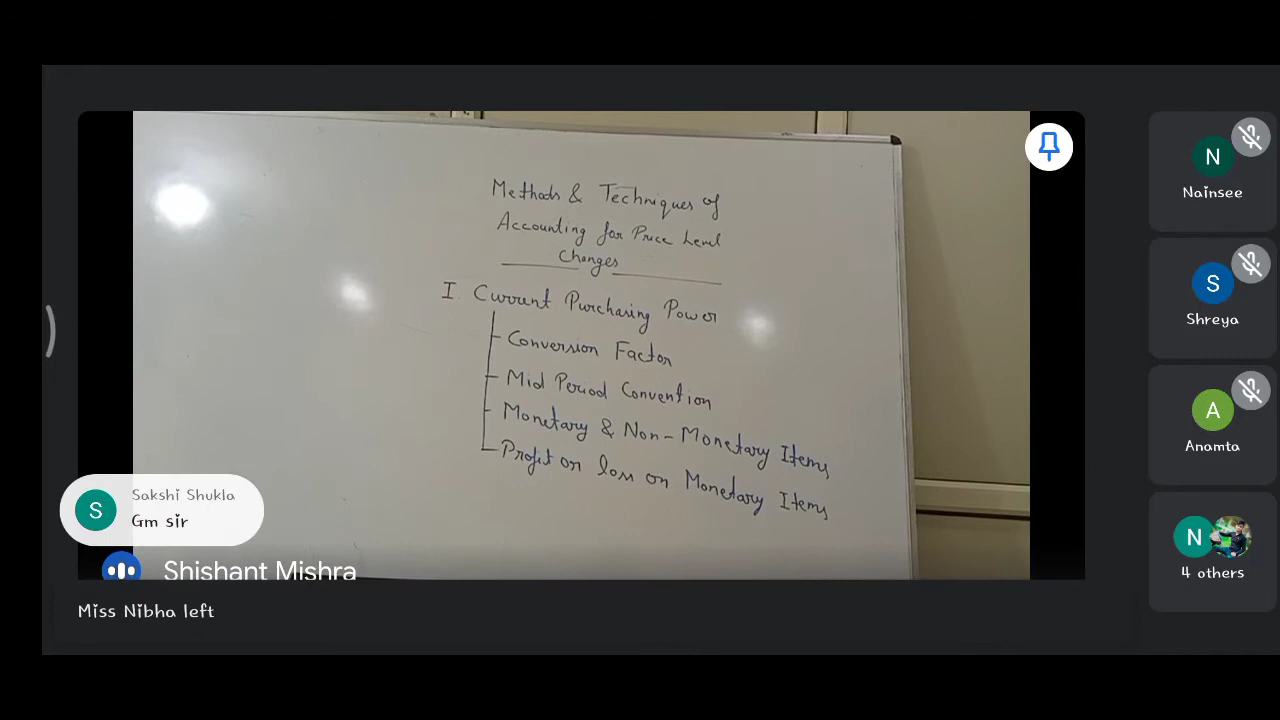 Methods & Techniques of
Accounting for Price Level
Changes
I. Current Purchasing Power
Conversion Factor
Mid Period Convention
Monetary & Non-Monetary Items
Profit or loss on Monetary Items
Sakshi Shukla
S
Gm sir
Shishant Mishra
Miss Nibha left
N
Nainsee
S
Shreya
A
Anamta
N
4 others